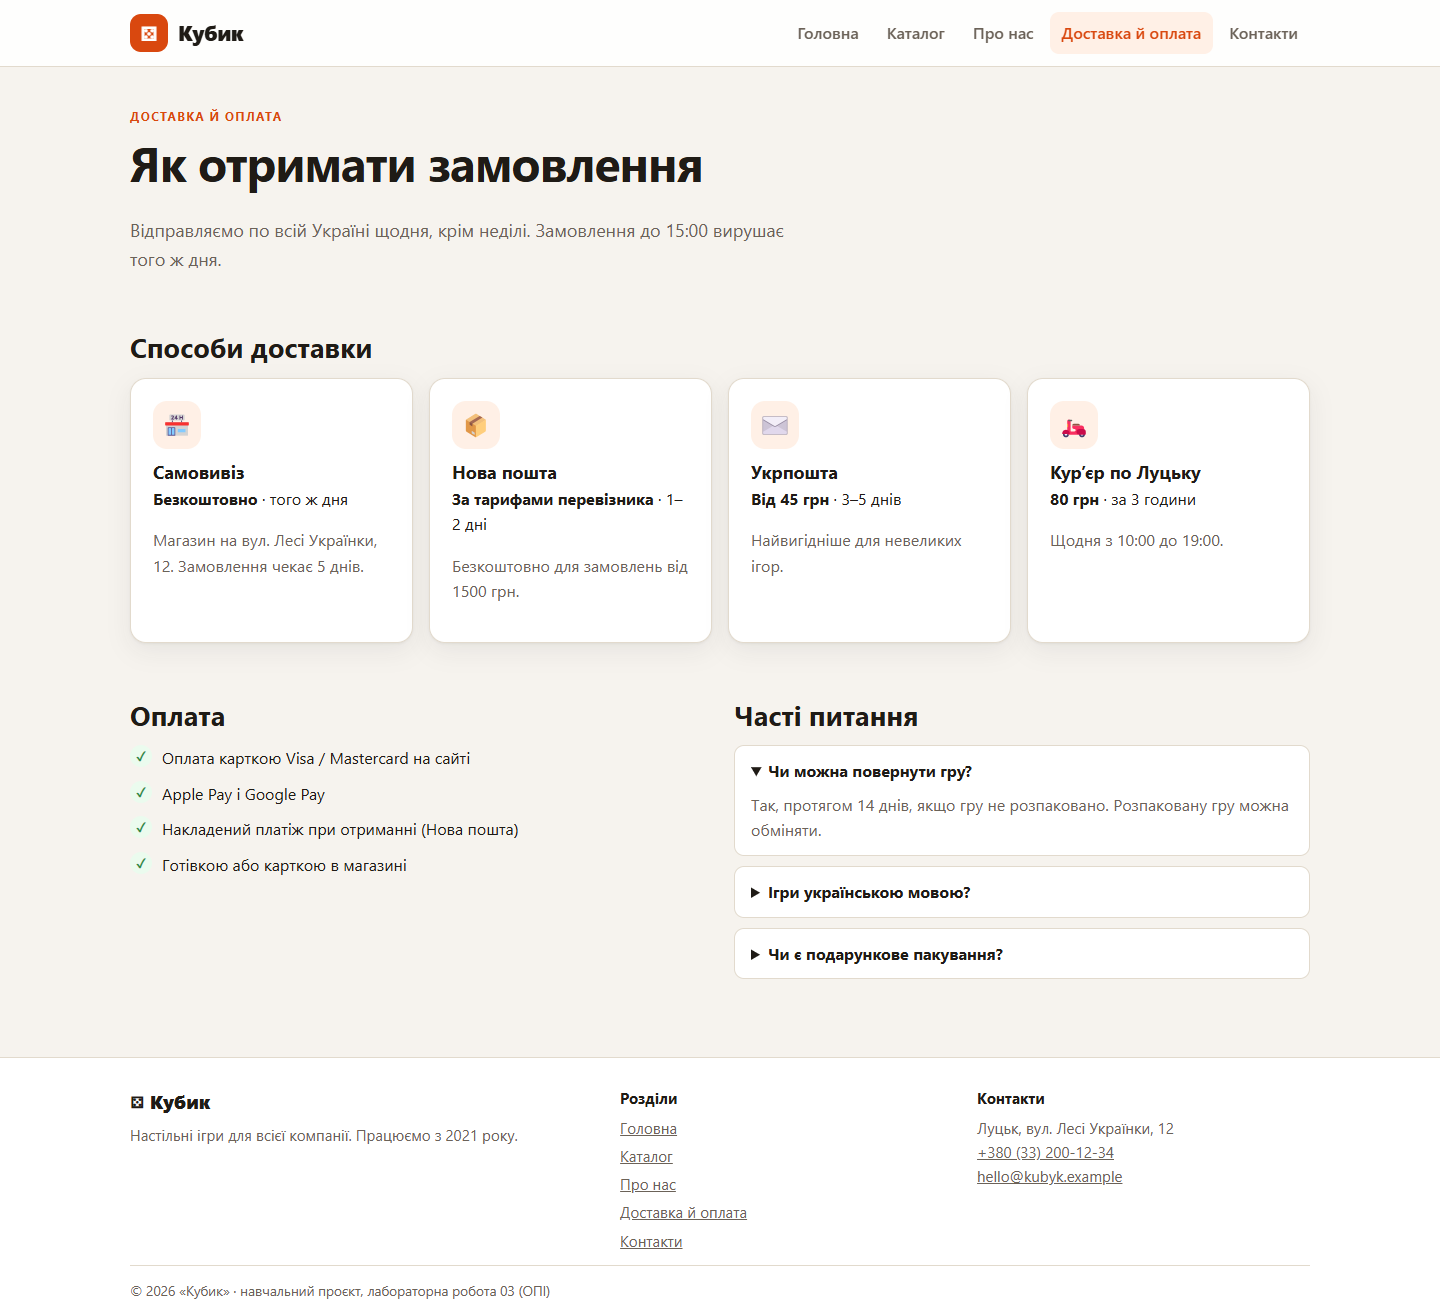 Кубик
Головна
Каталог
Про нас
Доставка й оплата
Контакти
ДОСТАВКА Й ОПЛАТА
Як отримати замовлення
Відправляємо по всій Україні щодня, крім неділі. Замовлення до 15:00 вирушає
того ж дня.
Способи доставки
24 H
Самовивіз
Безкоштовно · того ж дня
Магазин на вул. Лесі Українки,
12. Замовлення чекає 5 днів.
Нова пошта
За тарифами перевізника · 1–
2 дні
Безкоштовно для замовлень від
1500 грн.
Укрпошта
Від 45 грн · 3–5 днів
Найвигідніше для невеликих
ігор.
Кур’єр по Луцьку
80 грн · за 3 години
Щодня з 10:00 до 19:00.
Оплата
✓ Оплата карткою Visa / Mastercard на сайті
✓ Apple Pay і Google Pay
✓ Накладений платіж при отриманні (Нова пошта)
✓ Готівкою або карткою в магазині
Часті питання
▼ Чи можна повернути гру?
Так, протягом 14 днів, якщо гру не розпаковано. Розпаковану гру можна
обміняти.
▶ Ігри українською мовою?
▶ Чи є подарункове пакування?
⚄ Кубик
Настільні ігри для всієї компанії. Працюємо з 2021 року.
Розділи
Головна
Каталог
Про нас
Доставка й оплата
Контакти
Контакти
Луцьк, вул. Лесі Українки, 12
+380 (33) 200-12-34
hello@kubyk.example
© 2026 «Кубик» · навчальний проєкт, лабораторна робота 03 (ОПІ)